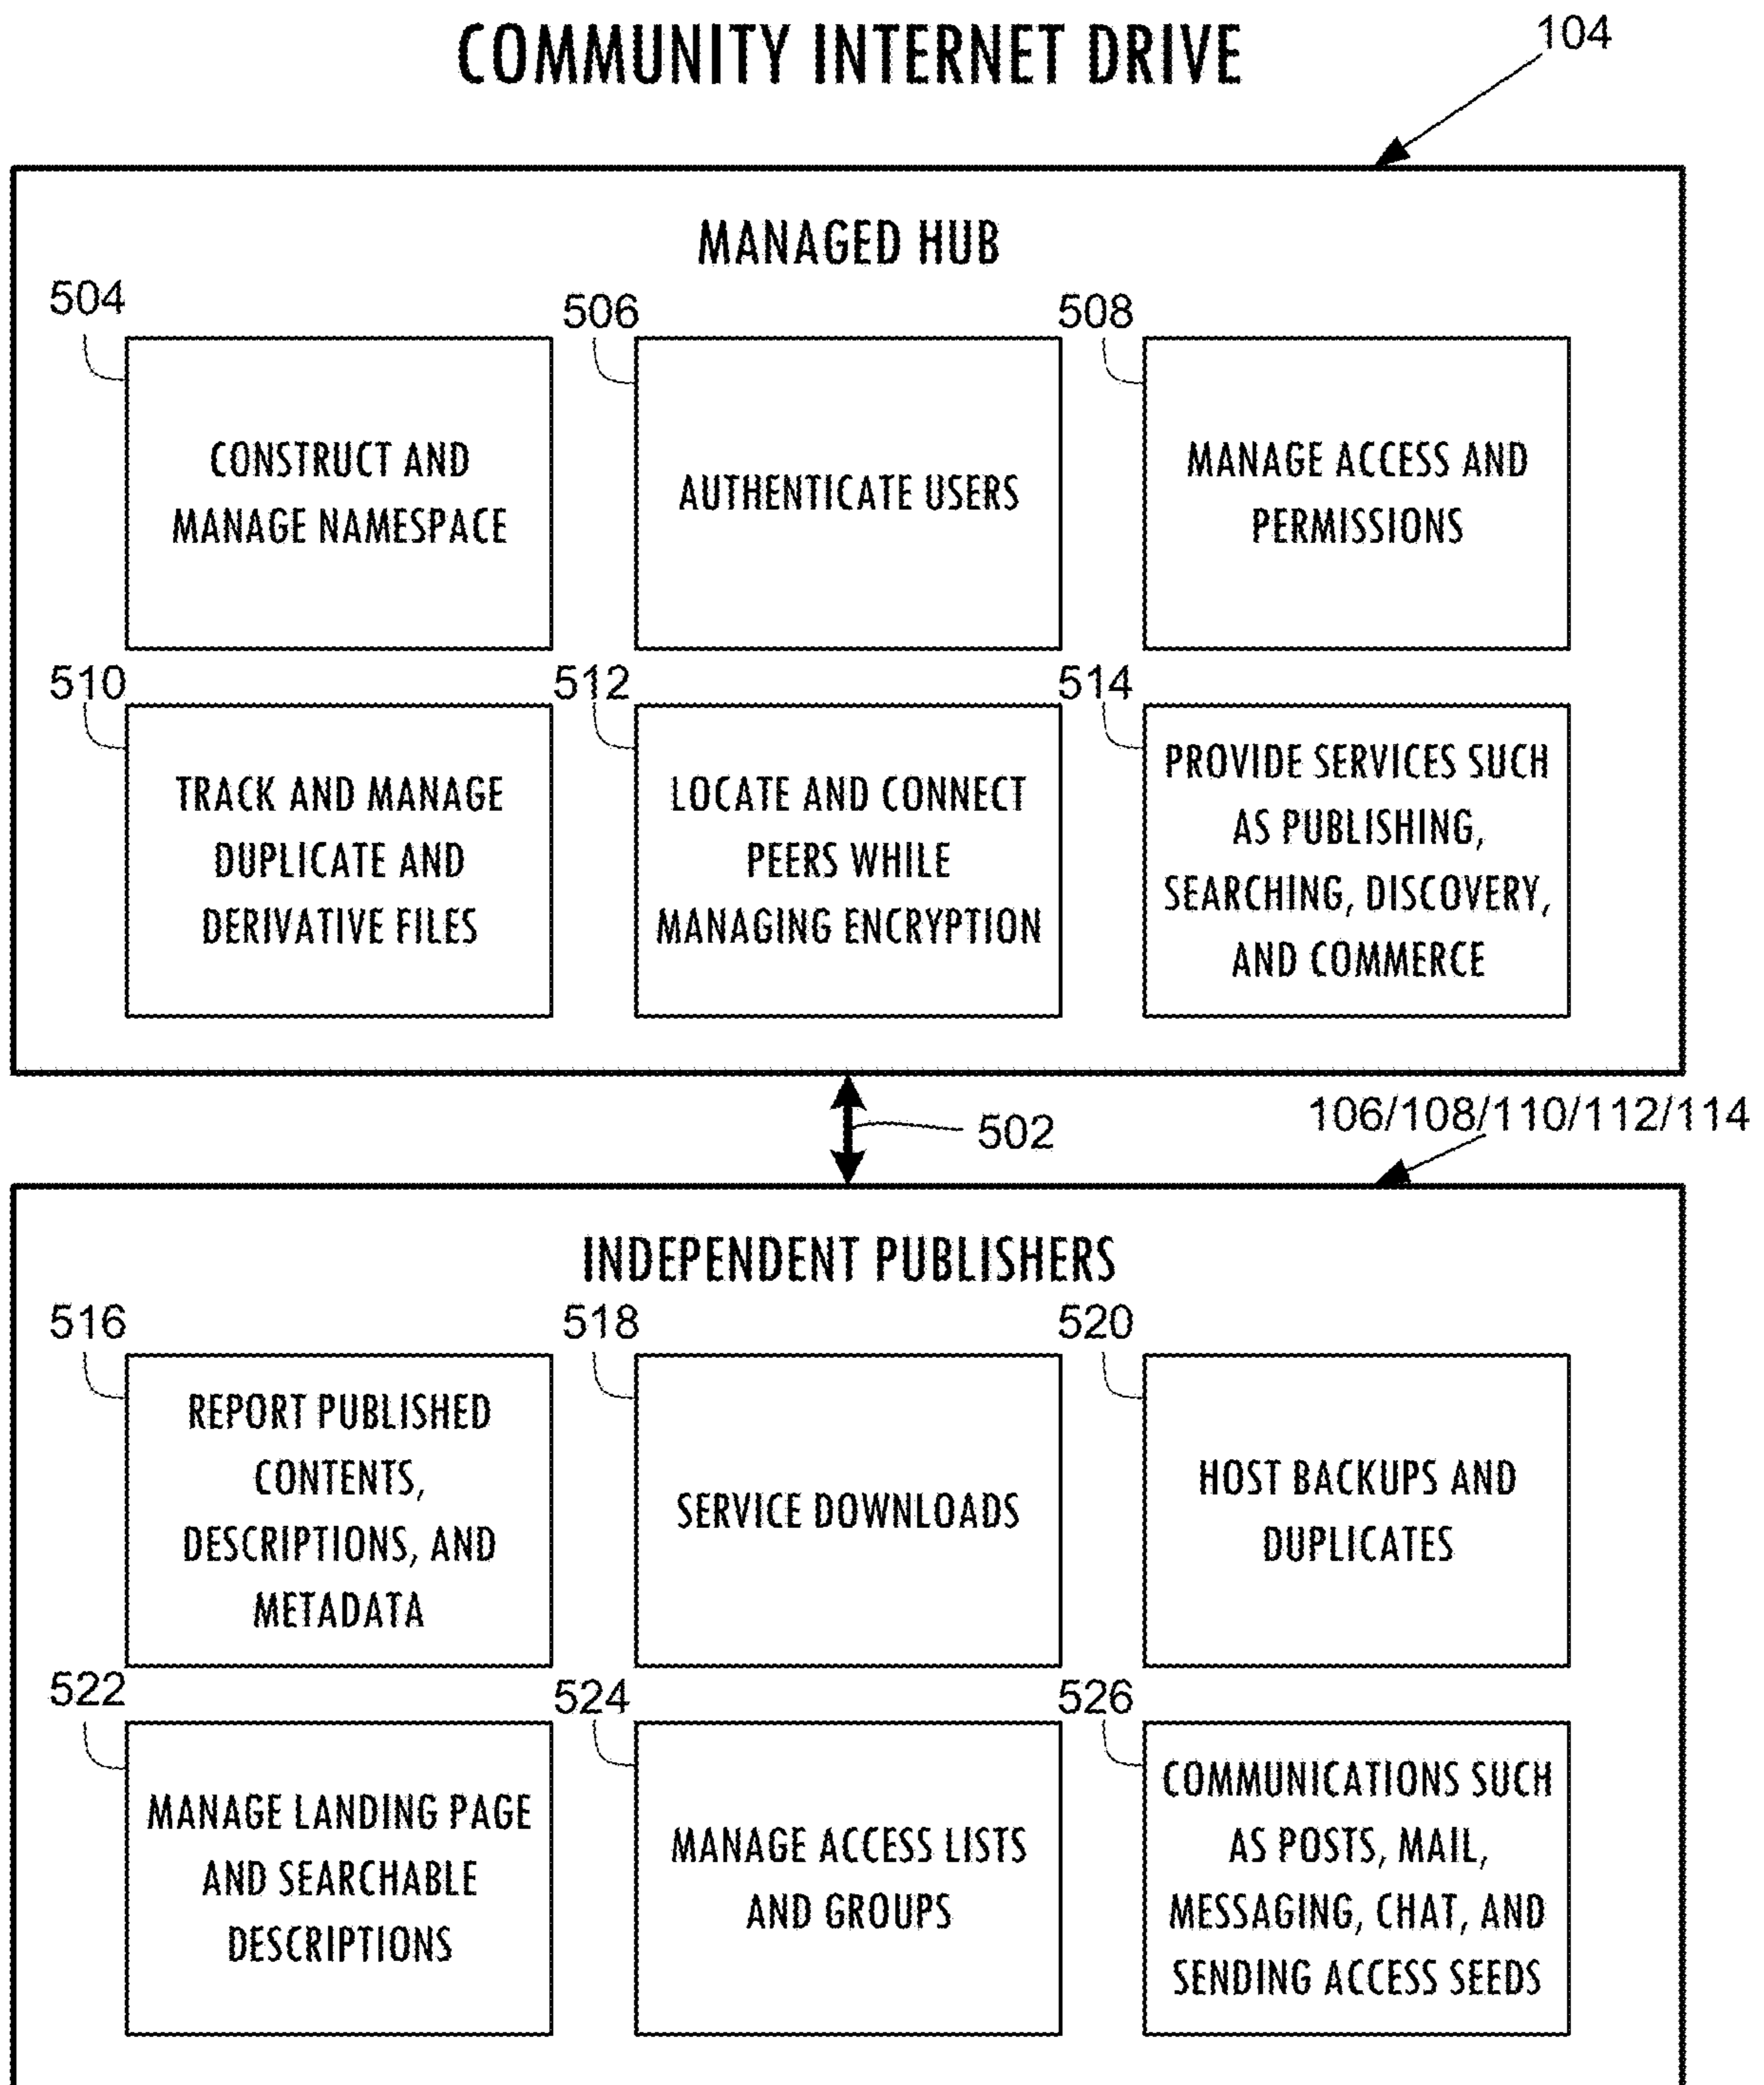 COMMUNITY INTERNET DRIVE
104
MANAGED HUB
504
CONSTRUCT AND
MANAGE NAMESPACE
506
AUTHENTICATE USERS
508
MANAGE ACCESS AND
PERMISSIONS
510
TRACK AND MANAGE
DUPLICATE AND
DERIVATIVE FILES
512
LOCATE AND CONNECT
PEERS WHILE
MANAGING ENCRYPTION
514
PROVIDE SERVICES SUCH
AS PUBLISHING,
SEARCHING, DISCOVERY,
AND COMMERCE
502
106/108/110/112/114
INDEPENDENT PUBLISHERS
516
REPORT PUBLISHED
CONTENTS,
DESCRIPTIONS, AND
METADATA
518
SERVICE DOWNLOADS
520
HOST BACKUPS AND
DUPLICATES
522
MANAGE LANDING PAGE
AND SEARCHABLE
DESCRIPTIONS
524
MANAGE ACCESS LISTS
AND GROUPS
526
COMMUNICATIONS SUCH
AS POSTS, MAIL,
MESSAGING, CHAT, AND
SENDING ACCESS SEEDS